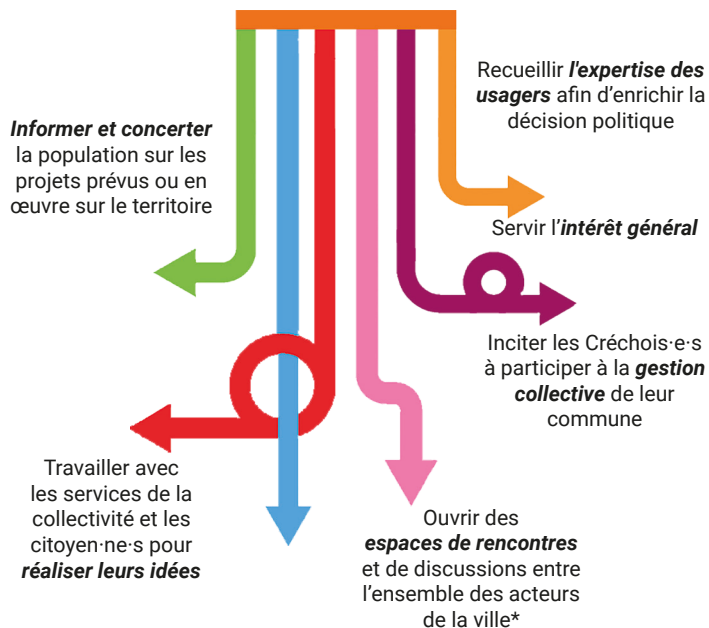 Recueillir l'expertise des
usagers afin d’enrichir la
décision politique
Informer et concerter
la population sur les
projets prévus ou en
œuvre sur le territoire
Servir l’intérêt général
Inciter les Créchois·e·s
à participer à la gestion
collective de leur
commune
Travailler avec
les services de la
collectivité et les
citoyen·ne·s pour
réaliser leurs idées
Ouvrir des
espaces de rencontres
et de discussions entre
l’ensemble des acteurs
de la ville*